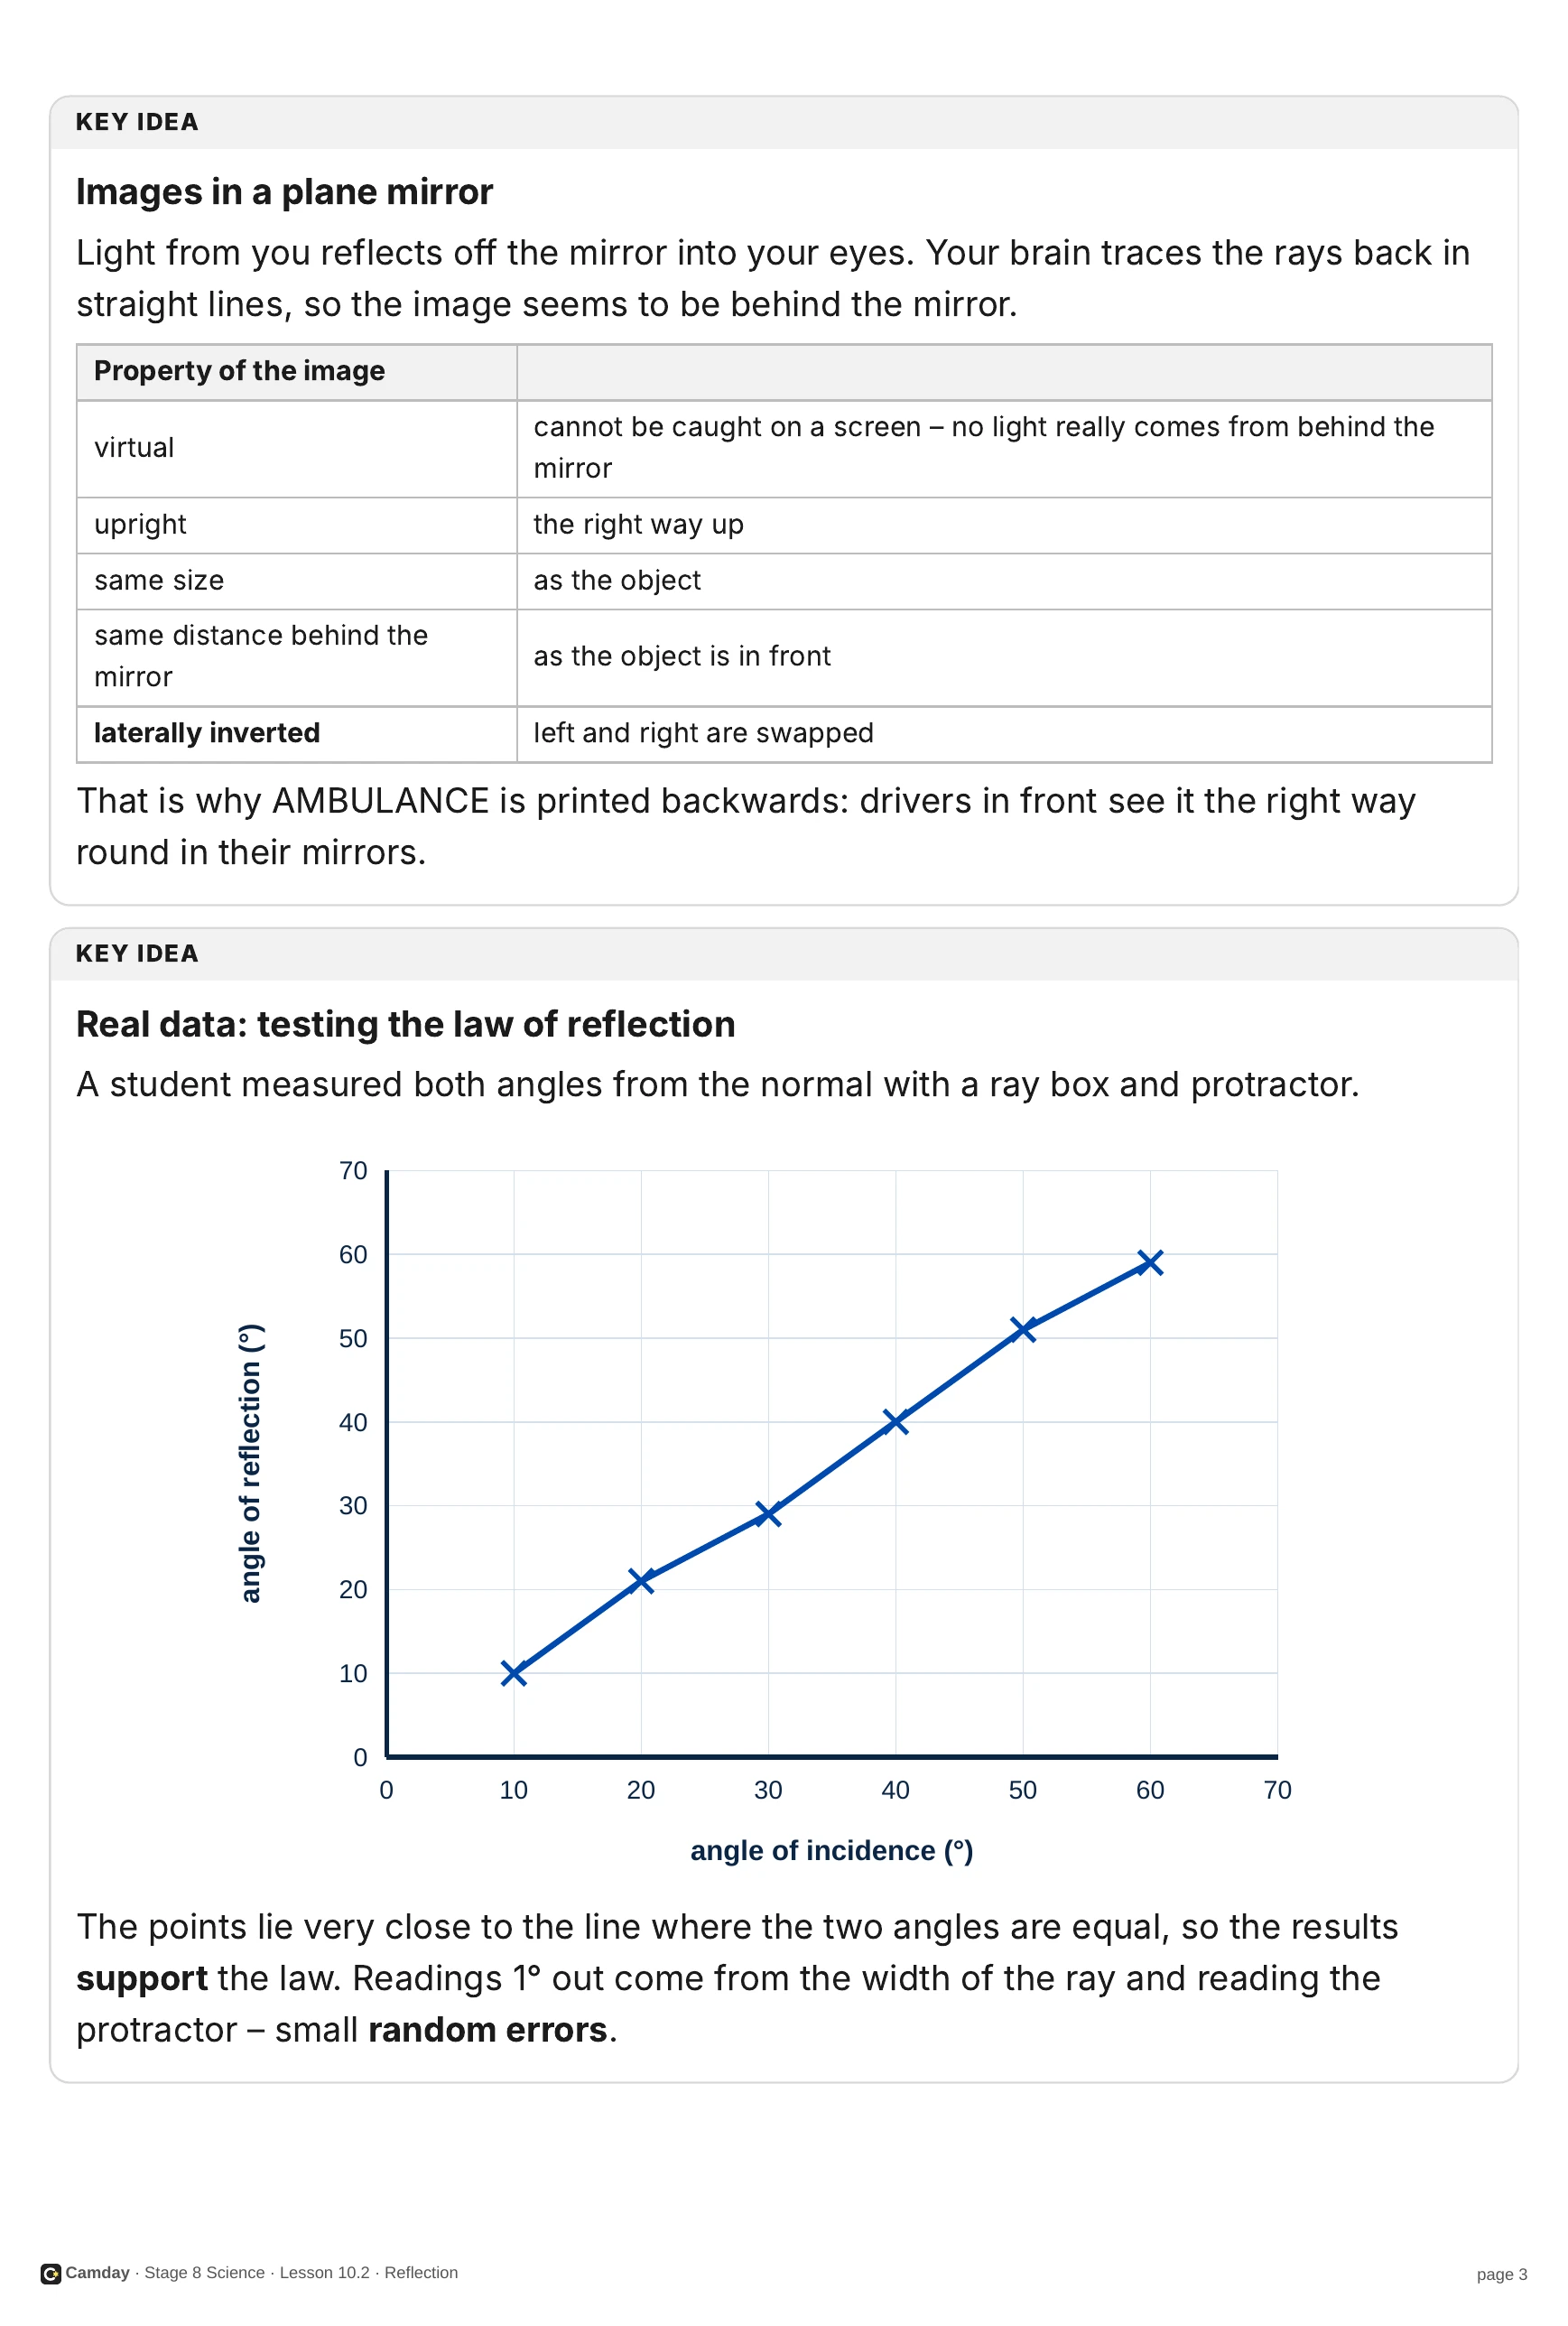 KEY IDEA
Images in a plane mirror
Light from you reflects off the mirror into your eyes. Your brain traces the rays back in
straight lines, so the image seems to be behind the mirror.
Property of the image
virtual
cannot be caught on a screen – no light really comes from behind the
mirror
upright
the right way up
same size
as the object
same distance behind the
mirror
as the object is in front
laterally inverted
left and right are swapped
That is why AMBULANCE is printed backwards: drivers in front see it the right way
round in their mirrors.
KEY IDEA
Real data: testing the law of reflection
A student measured both angles from the normal with a ray box and protractor.
70
60
50
40
30
20
10
0
angle of reflection (°)
0 10 20 30 40 50 60 70
angle of incidence (°)
The points lie very close to the line where the two angles are equal, so the results
support the law. Readings 1° out come from the width of the ray and reading the
protractor – small random errors.
Camday · Stage 8 Science · Lesson 10.2 · Reflection
page 3